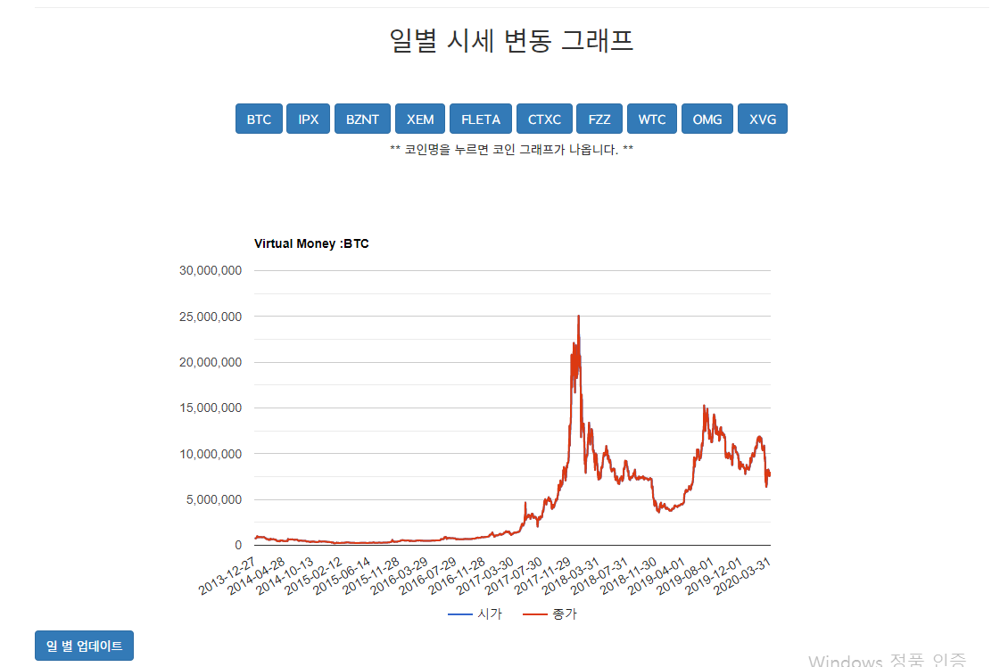 일별 시세 변동 그래프
BTC IPX BZNT XEM FLETA CTXC FZZ WTC OMG XVG
** 코인명을 누르면 코인 그래프가 나옵니다. **
Virtual Money :BTC
30,000,000
25,000,000
20,000,000
15,000,000
10,000,000
5,000,000
0
2013-12-27 2014-04-28 2014-10-13 2015-02-12 2015-06-14 2015-11-28 2016-03-29 2016-07-29 2016-11-28 2017-03-30 2017-07-30 2017-11-29 2018-03-31 2018-07-31 2018-11-30 2019-04-01 2019-08-01 2019-12-01 2020-03-31
시가 종가
일 별 업데이트
Windows 정품 인증